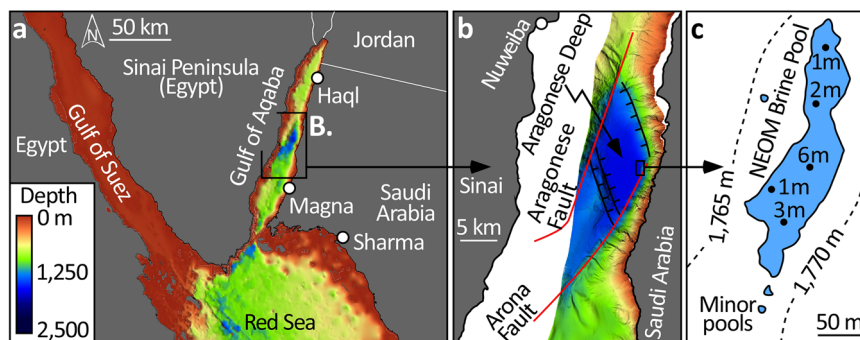 a
N
50 km
Jordan
Sinai Peninsula
(Egypt)
Haql
Gulf of Aqaba
B.
Egypt
Gulf of Suez
Magna
Saudi
Arabia
Sharma
Depth
0 m
1,250
2,500
Red Sea
b
Nuweiba
Aragonese Deep
Aragonese
Fault
Sinai
5 km
Arona
Fault
Saudi Arabia
c
NEOM Brine Pool
1m
2m
6m
1m
3m
1,765 m
1,770 m
Minor
pools
50 m